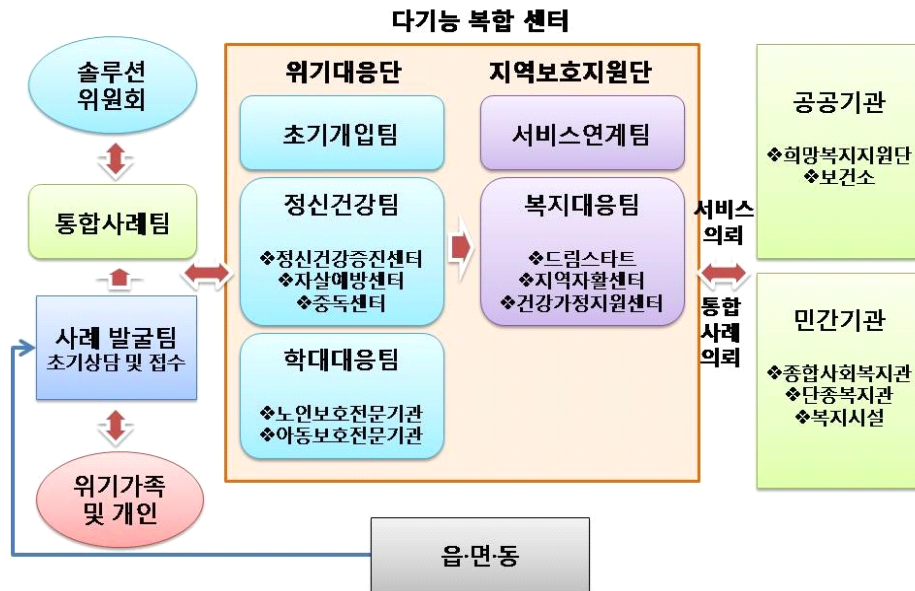 다기능 복합 센터
솔루션
위원회
통합사례팀
사례 발굴팀
초기상담 및 접수
위기가족
및 개인
위기대응단
초기개입팀
정신건강팀
❖정신건강증진센터
❖자살예방센터
❖중독센터
학대대응팀
❖노인보호전문기관
❖아동보호전문기관
지역보호지원단
서비스연계팀
복지대응팀
❖드림스타트
❖지역자활센터
❖건강가정지원센터
서비스
의뢰
통합
사례
의뢰
공공기관
❖희망복지지원단
❖보건소
민간기관
❖종합사회복지관
❖단종복지관
❖복지시설
읍·면·동